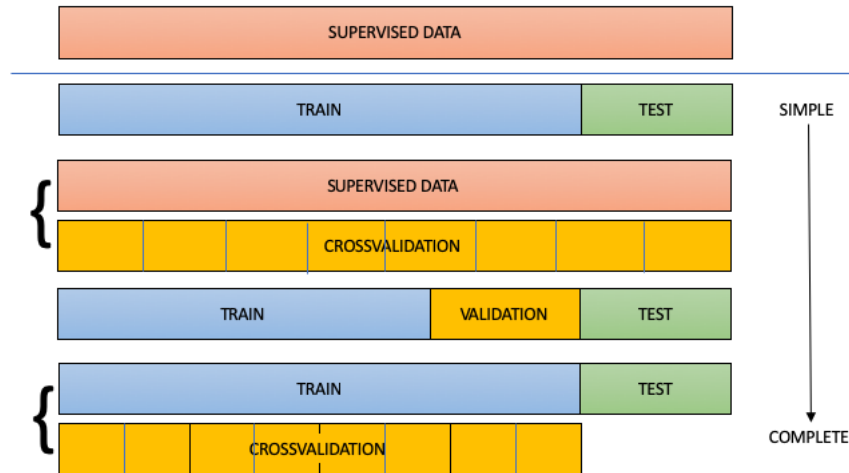 SUPERVISED DATA
TRAIN
TEST
SIMPLE
SUPERVISED DATA
CROSSVALIDATION
TRAIN
VALIDATION
TEST
TRAIN
TEST
COMPLETE
CROSSVALIDATION